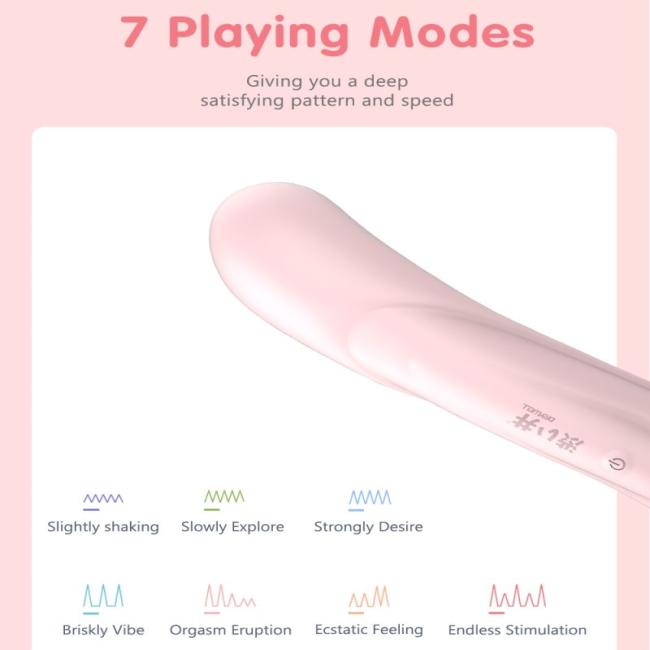 7 Playing Modes
Giving you a deep
satisfying pattern and speed
Slightly shaking
Slowly Explore
Strongly Desire
Briskly Vibe
Orgasm Eruption
Ecstatic Feeling
Endless Stimulation